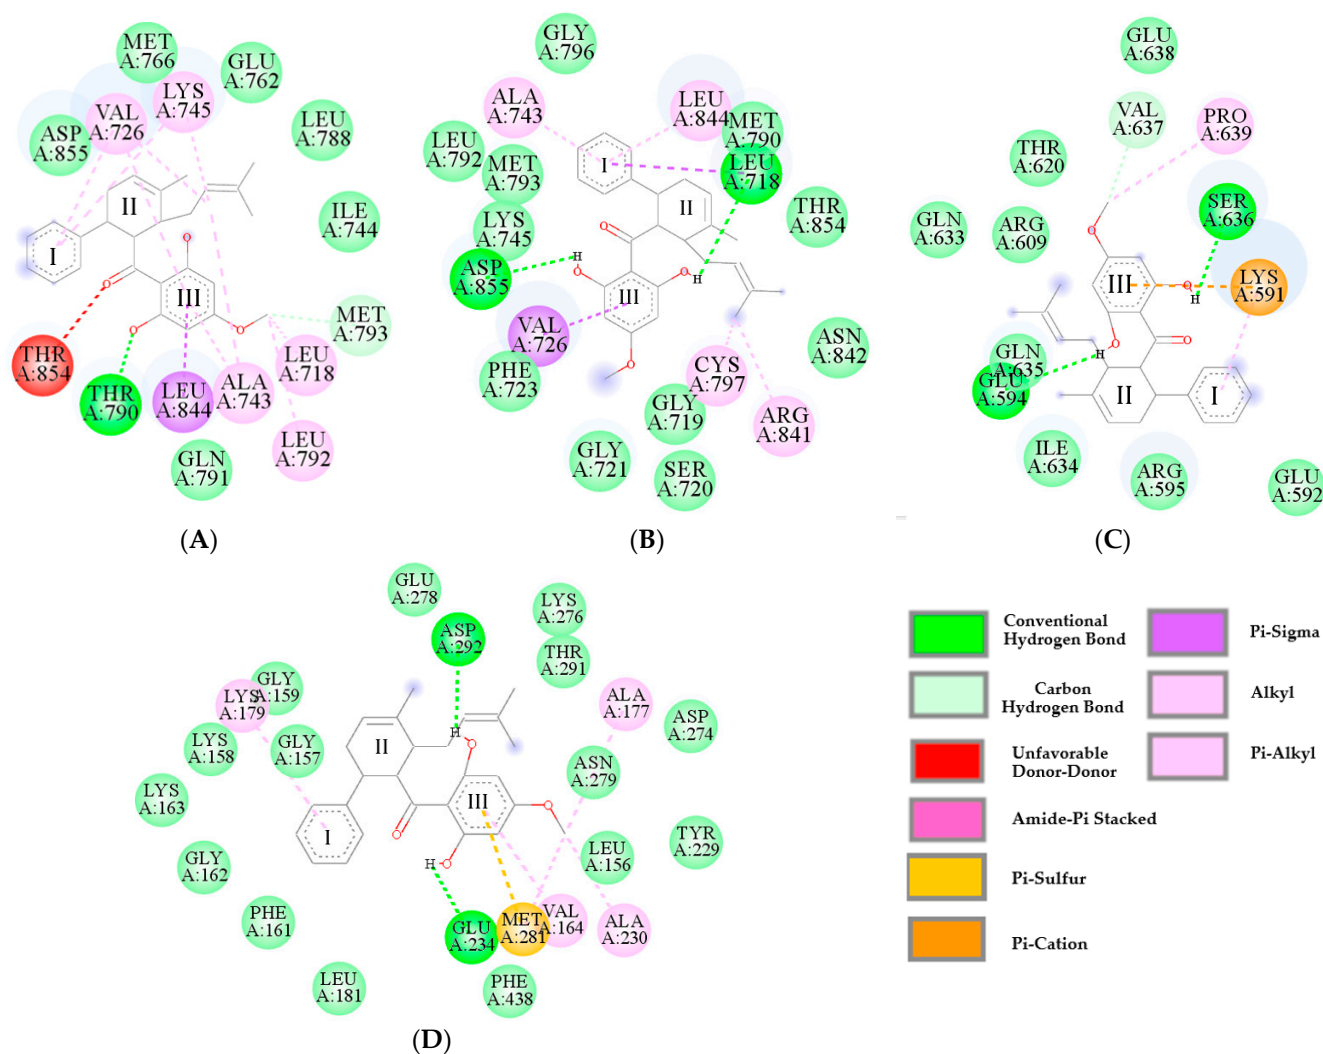 MET
A:766
GLU
A:762
LYS
A:745
VAL
A:726
LEU
A:788
ASP
A:855
II
ILE
A:744
I
III
MET
A:793
THR
A:854
LEU
A:718
THR
A:790
LEU
A:844
ALA
A:743
LEU
A:792
GLN
A:791
(A)
GLY
A:796
ALA
A:743
LEU
A:844
MET
A:790
LEU
A:792
MET
A:793
I
LEU
A:718
II
THR
A:854
LYS
A:745
H
H
ASP
A:855
III
VAL
A:726
ASN
A:842
PHE
A:723
CYS
A:797
GLY
A:719
ARG
A:841
GLY
A:721
SER
A:720
(B)
GLU
A:638
VAL
A:637
PRO
A:639
THR
A:620
SER
A:636
GLN
A:633
ARG
A:609
O
III
LYS
A:591
O
H
O
H
O
GLN
A:635
GLU
A:594
II
I
ILE
A:634
ARG
A:595
GLU
A:592
(C)
GLU
A:278
LYS
A:276
ASP
A:292
THR
A:291
GLY
A:159
LYS
A:179
ALA
A:177
ASP
A:274
LYS
A:158
GLY
A:157
II
H
O
ASN
A:279
LYS
A:163
III
O
I
O
TYR
A:229
LEU
A:156
GLY
A:162
H
O
PHE
A:161
GLU
A:234
MET
A:281
VAL
A:164
ALA
A:230
LEU
A:181
PHE
A:438
(D)
Conventional
Hydrogen Bond
Pi-Sigma
Carbon
Hydrogen Bond
Alkyl
Unfavorable
Donor-Donor
Pi-Alkyl
Amide-Pi Stacked
Pi-Sulfur
Pi-Cation